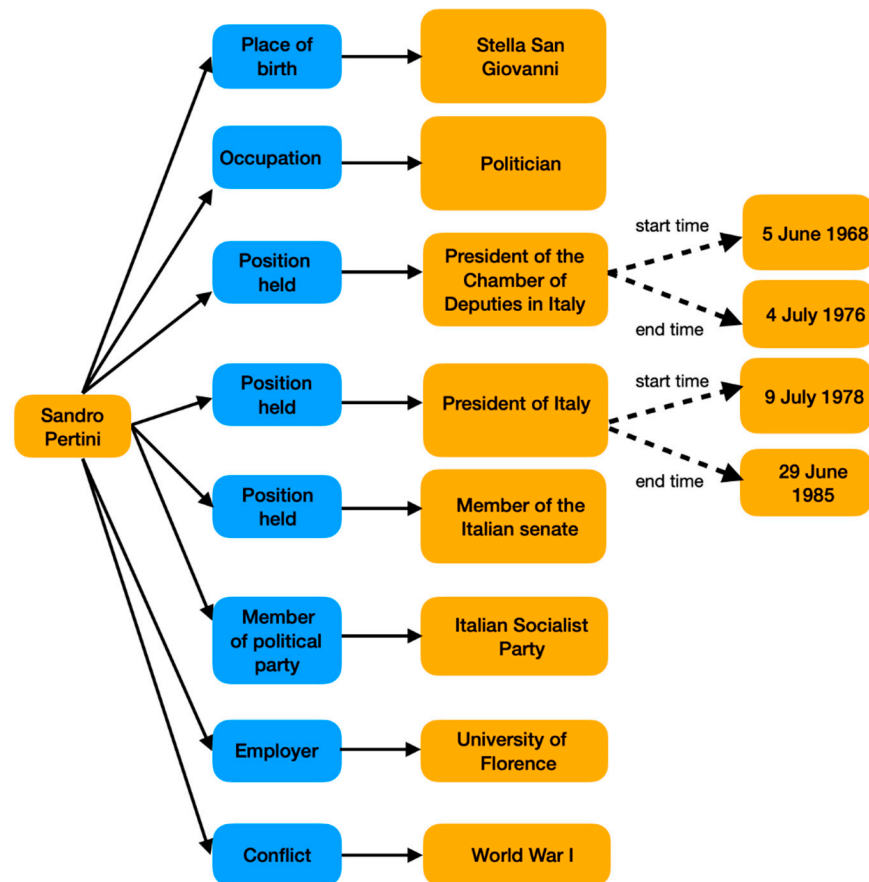 Place of
birth
Stella San
Giovanni
Occupation
Politician
Position
held
President of the
Chamber of
Deputies in Italy
start time
5 June 1968
end time
4 July 1976
Sandro
Pertini
Position
held
President of Italy
start time
9 July 1978
end time
29 June
1985
Position
held
Member of the
Italian senate
Member
of political
party
Italian Socialist
Party
Employer
University of
Florence
Conflict
World War I